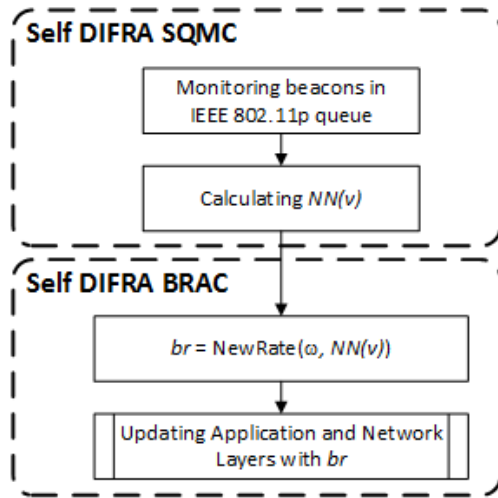 Self DIFRA SQMC
Monitoring beacons in
IEEE 802.11p queue
Calculating NN(v)
Self DIFRA BRAC
br = NewRate(ω, NN(v))
Updating Application and Network
Layers with br